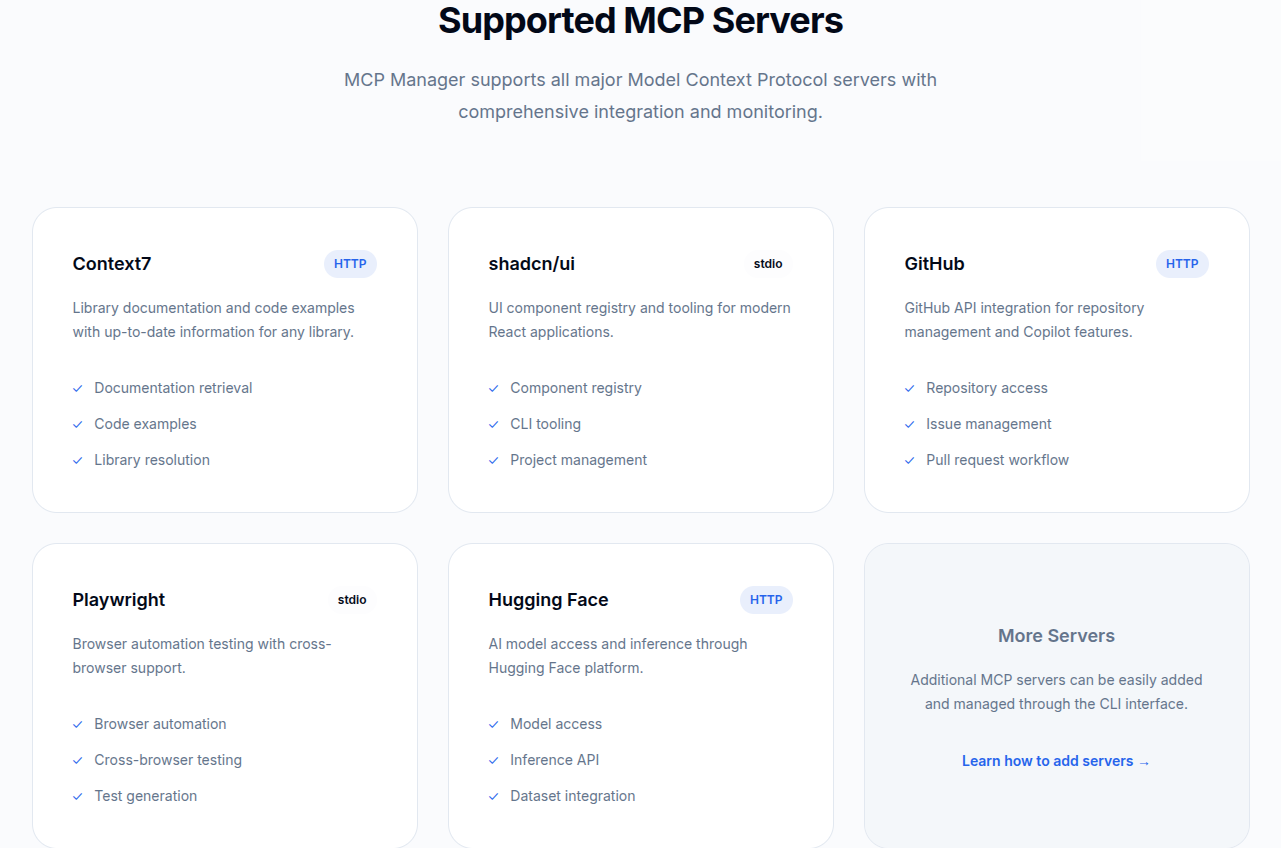 Supported MCP Servers
MCP Manager supports all major Model Context Protocol servers with
comprehensive integration and monitoring.
Context7
HTTP
Library documentation and code examples
with up-to-date information for any library.
✓ Documentation retrieval
✓ Code examples
✓ Library resolution
shadcn/ui
stdio
UI component registry and tooling for modern
React applications.
✓ Component registry
✓ CLI tooling
✓ Project management
GitHub
HTTP
GitHub API integration for repository
management and Copilot features.
✓ Repository access
✓ Issue management
✓ Pull request workflow
Playwright
stdio
Browser automation testing with cross-
browser support.
✓ Browser automation
✓ Cross-browser testing
✓ Test generation
Hugging Face
HTTP
AI model access and inference through
Hugging Face platform.
✓ Model access
✓ Inference API
✓ Dataset integration
More Servers
Additional MCP servers can be easily added
and managed through the CLI interface.
Learn how to add servers →